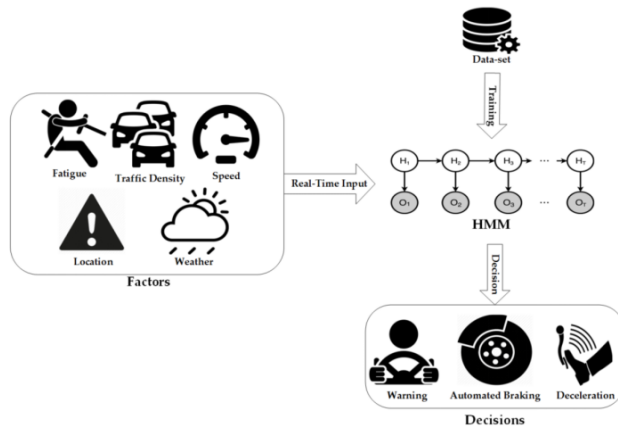 Data-set
Training
Fatigue
Traffic Density
Speed
Location
Weather
Factors
Real-Time Input
H₁ H₂ H₃ ... H_T
O₁ O₂ O₃ ... O_T
HMM
Decision
Warning
Automated Braking
Deceleration
Decisions